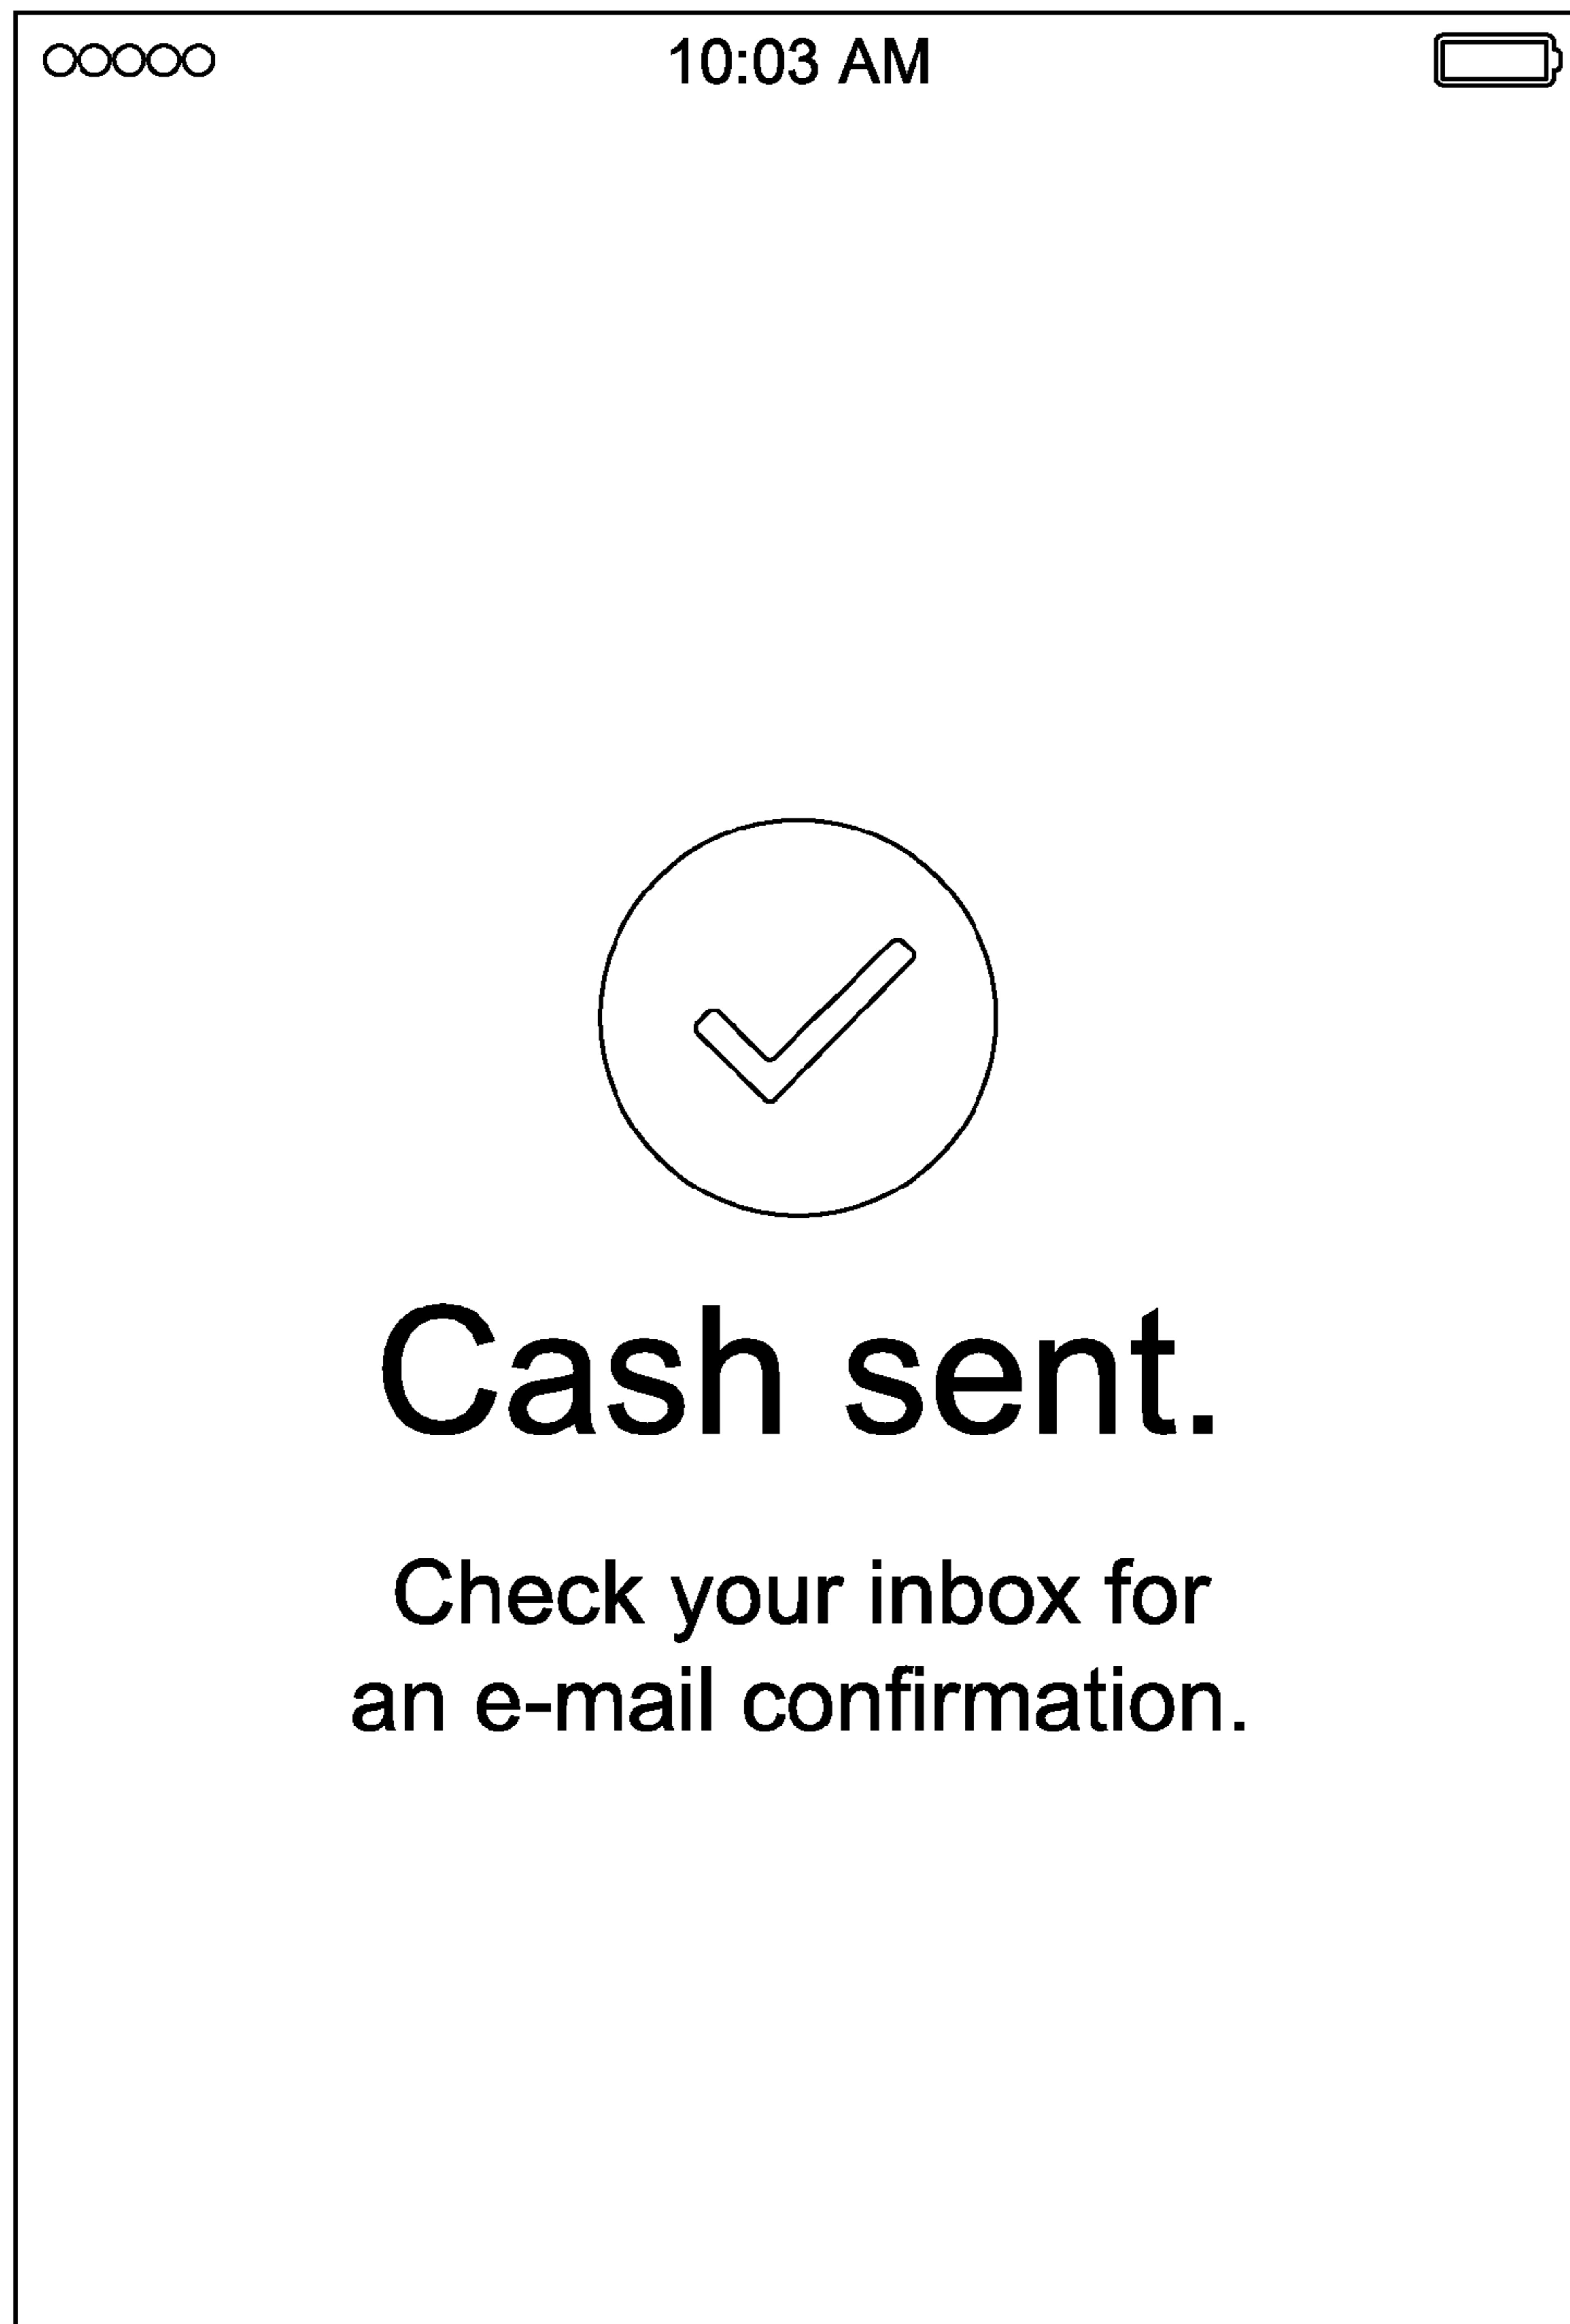 10:03 AM
Cash sent.
Check your inbox for
an e-mail confirmation.